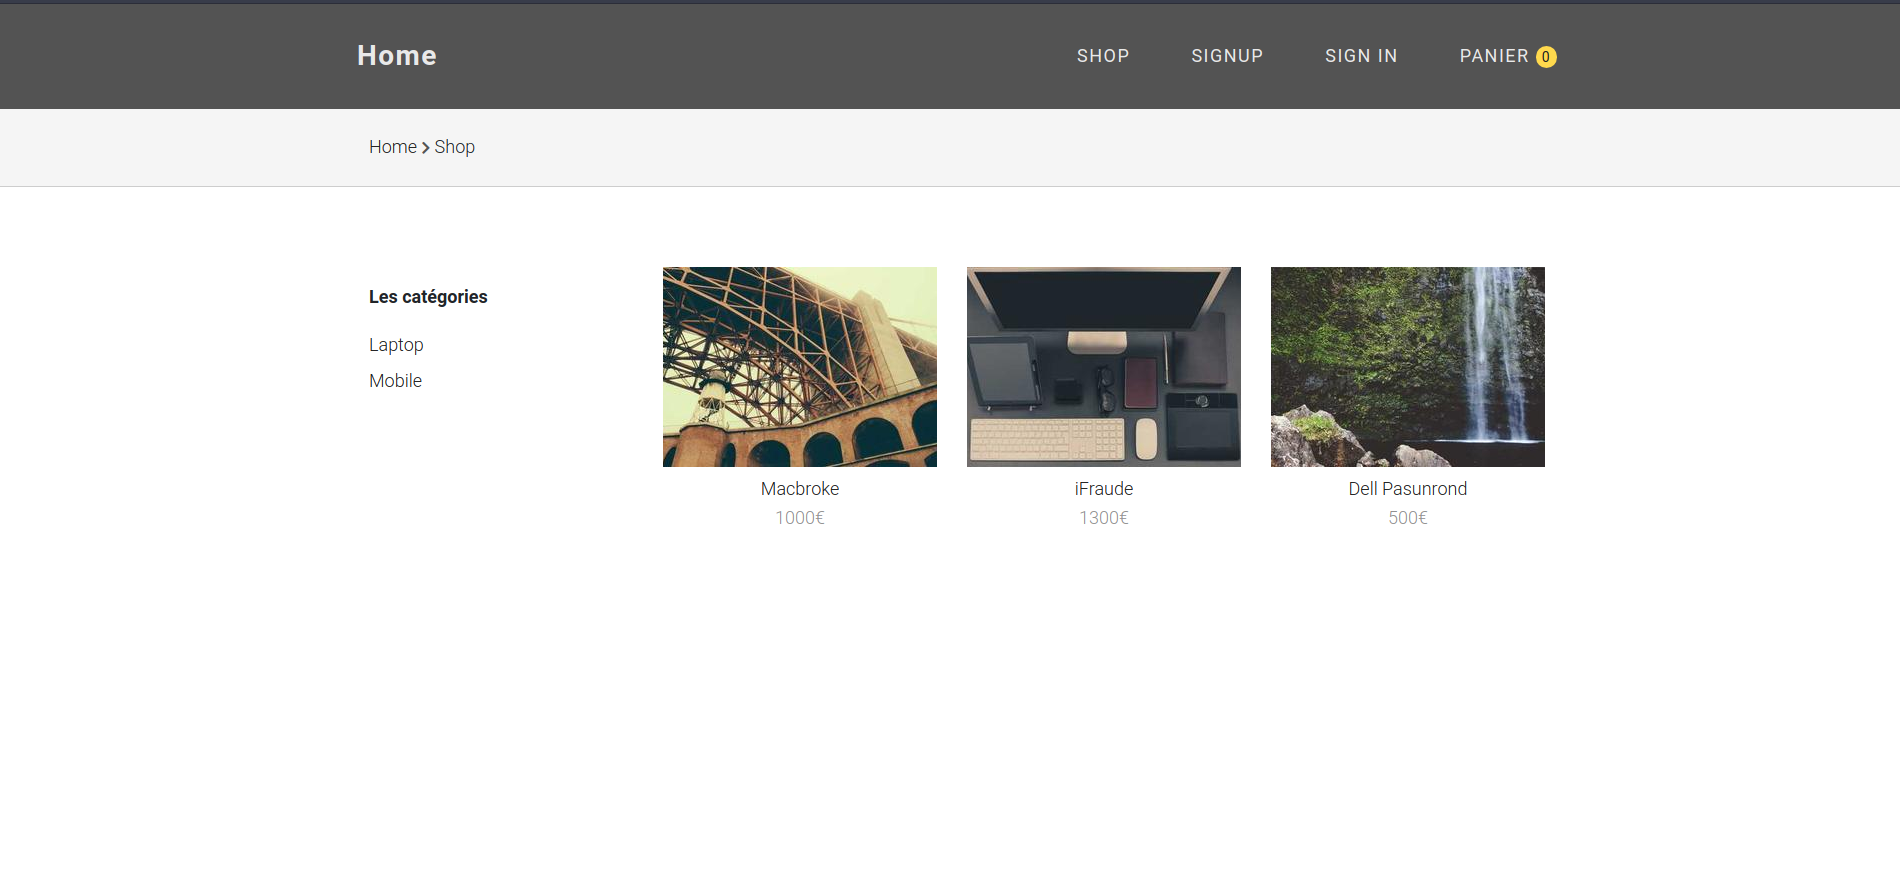 Home
SHOP SIGNUP SIGN IN PANIER 0
Home > Shop
Les catégories
Laptop
Mobile
Macbroke
1000€
iFraude
1300€
Dell Pasunrond
500€